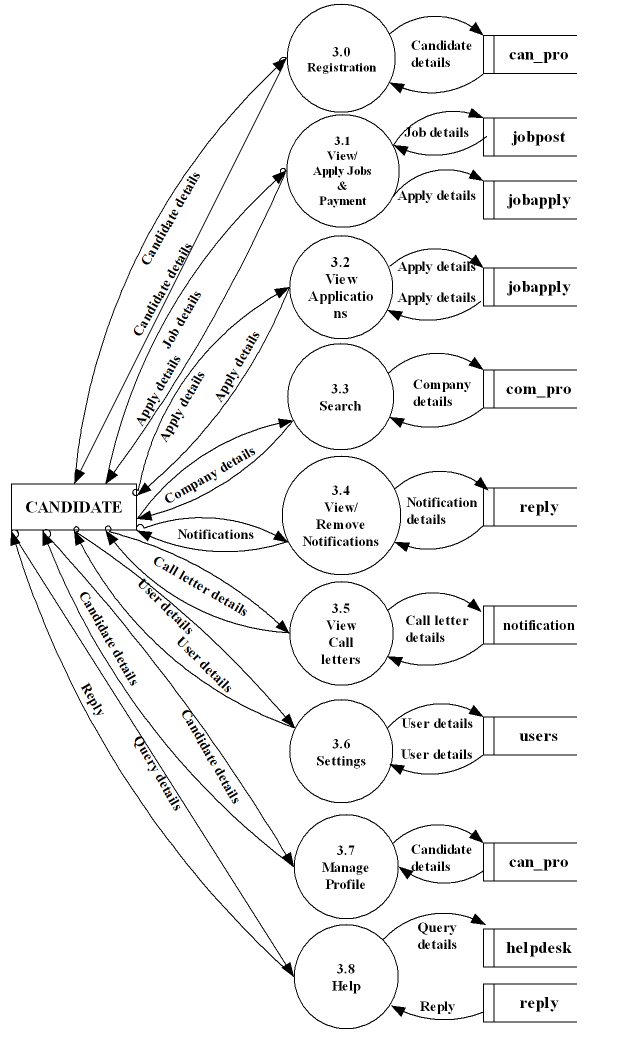 3.0
Registration
Candidate
details
can_pro
3.1
View/
Apply Jobs
&
Payment
Job details
jobpost
Apply details
jobapply
3.2
View
Applicatio
ns
Apply details
Apply details
jobapply
3.3
Search
Company
details
com_pro
3.4
View/
Remove
Notifications
Notification
details
reply
3.5
View
Call
letters
Call letter
details
notification
3.6
Settings
User details
User details
users
3.7
Manage
Profile
Candidate
details
can_pro
3.8
Help
Query
details
helpdesk
Reply
reply
CANDIDATE
Candidate details
Candidate details
Job details
Apply details
Apply details
Apply details
Company details
Notifications
Call letter details
User details
User details
Candidate details
Candidate details
Query details
Reply